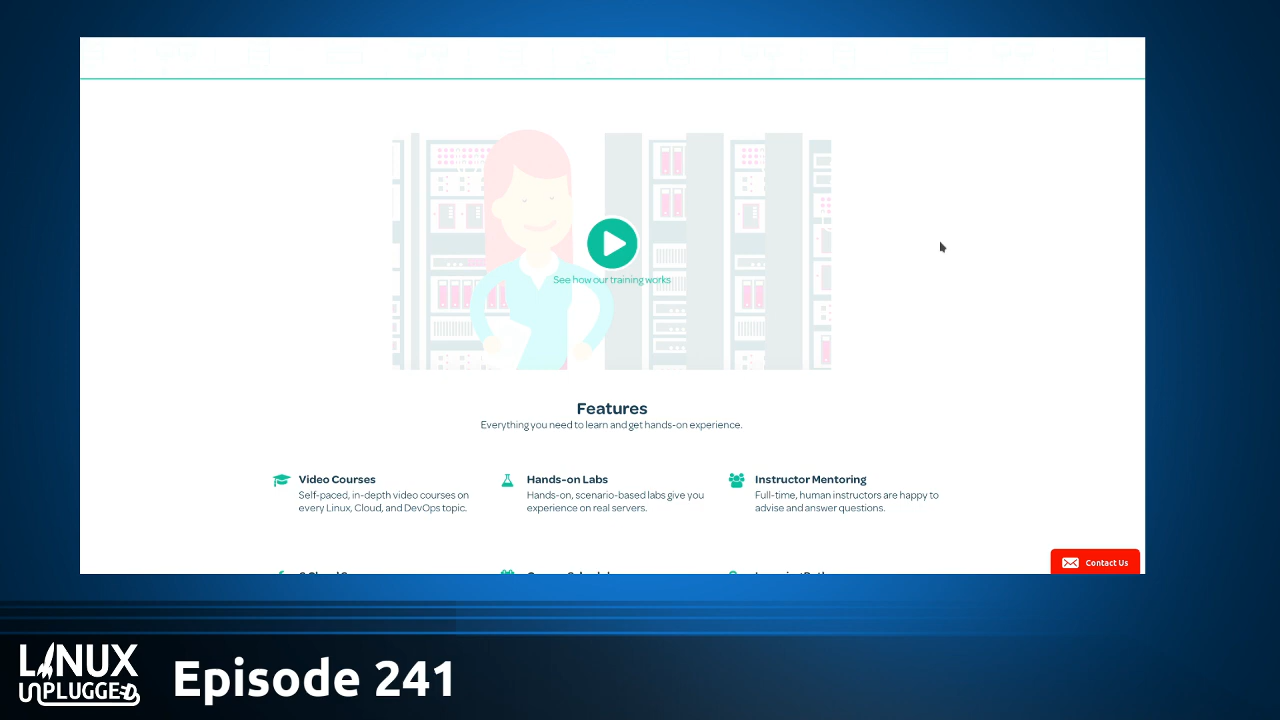 See how our training works
Features
Everything you need to learn and get hands-on experience.
Video Courses
Self-paced, in-depth video courses on
every Linux, Cloud, and DevOps topic.
Hands-on Labs
Hands-on, scenario-based labs give you
experience on real servers.
Instructor Mentoring
Full-time, human instructors are happy to
advise and answer questions.
Contact Us
LINUX
UNPLUGGED
Episode 241